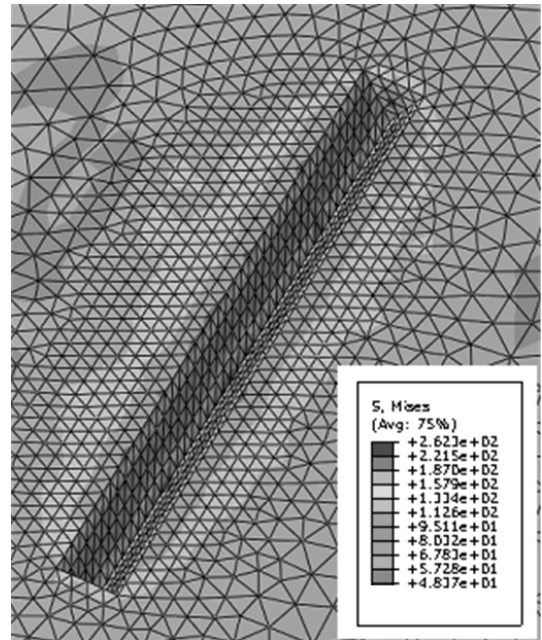 S, Mises
(Avg: 75%)
+2.623e+02
+2.215e+02
+1.870e+02
+1.579e+02
+1.334e+02
+1.126e+02
+9.511e+01
+8.032e+01
+6.783e+01
+5.728e+01
+4.837e+01